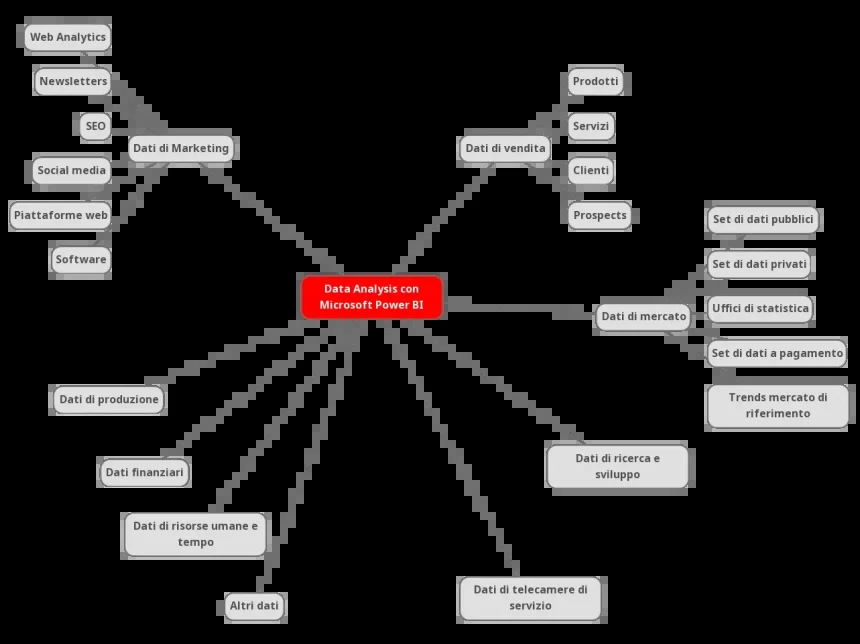 Web Analytics
Newsletters
SEO
Social media
Piattaforme web
Software
Dati di Marketing
Dati di vendita
Prodotti
Servizi
Clienti
Prospects
Data Analysis con
Microsoft Power BI
Dati di mercato
Set di dati pubblici
Set di dati privati
Uffici di statistica
Set di dati a pagamento
Trends mercato di
riferimento
Dati di produzione
Dati finanziari
Dati di risorse umane e
tempo
Altri dati
Dati di ricerca e
sviluppo
Dati di telecamere di
servizio